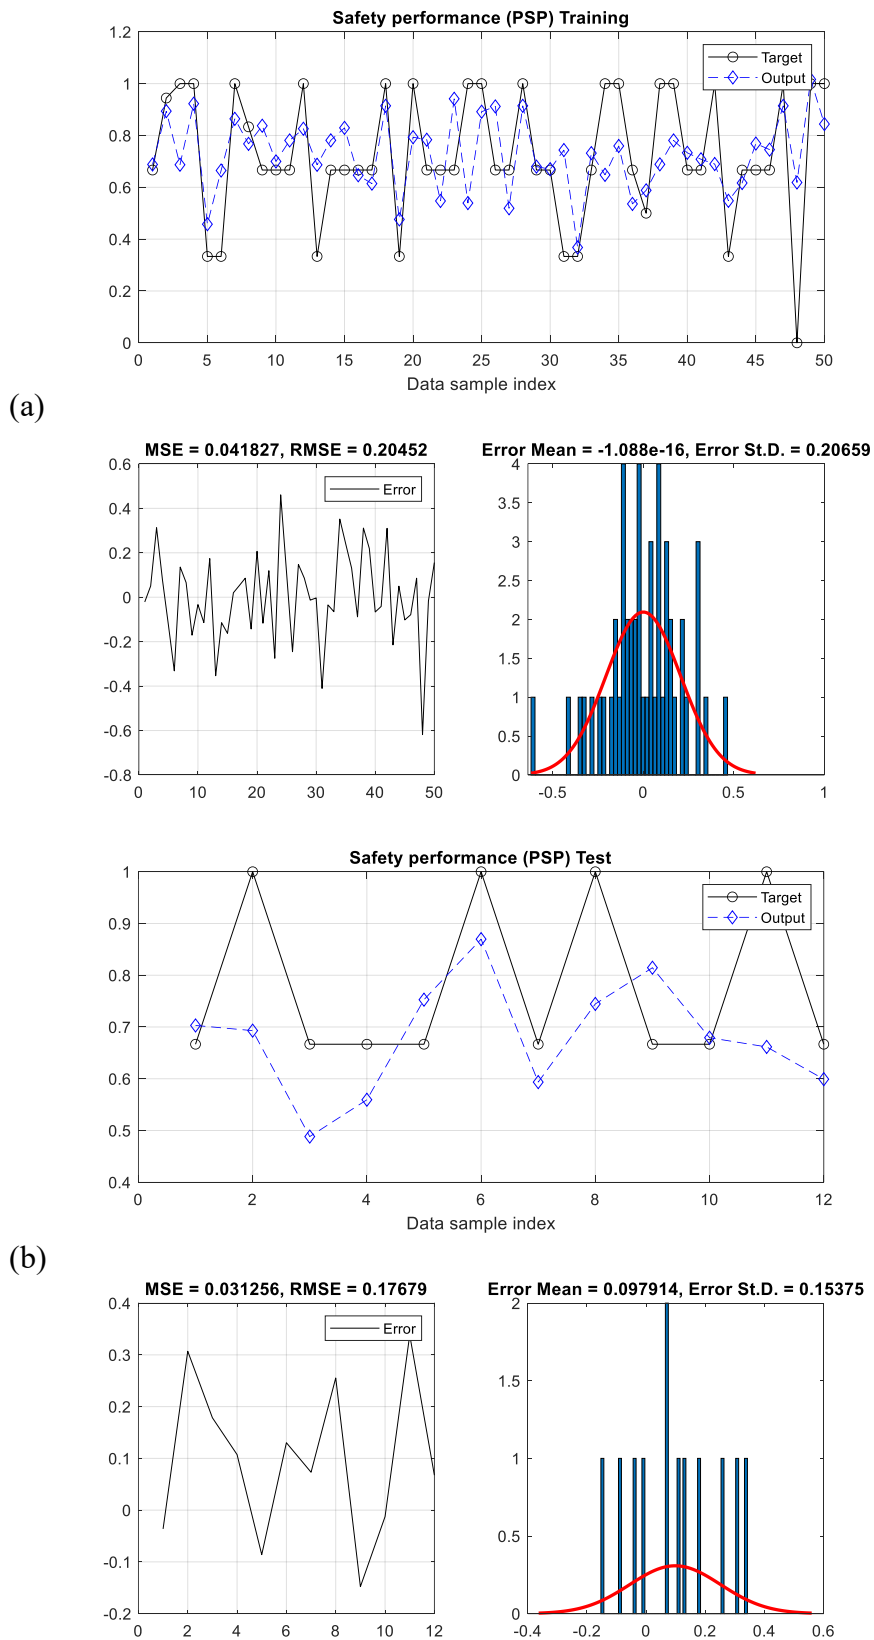 Safety performance (PSP) Training
1.2
1
0.8
0.6
0.4
0.2
0
Target
Output
0 5 10 15 20 25 30 35 40 45 50
Data sample index
(a)
MSE = 0.041827, RMSE = 0.20452
0.6
0.4
0.2
0
-0.2
-0.4
-0.6
-0.8
Error
0 10 20 30 40 50
Error Mean = -1.088e-16, Error St.D. = 0.20659
4
3.5
3
2.5
2
1.5
1
0.5
0
-0.5 0 0.5 1
Safety performance (PSP) Test
1
0.9
0.8
0.7
0.6
0.5
0.4
Target
Output
0 2 4 6 8 10 12
Data sample index
(b)
MSE = 0.031256, RMSE = 0.17679
0.4
0.3
0.2
0.1
0
-0.1
-0.2
Error
0 2 4 6 8 10 12
Error Mean = 0.097914, Error St.D. = 0.15375
2
1.5
1
0.5
0
-0.4 -0.2 0 0.2 0.4 0.6